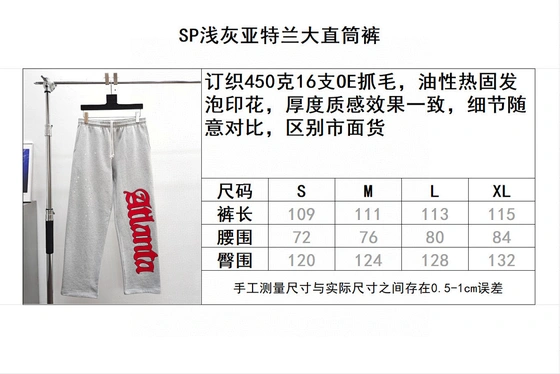 SP浅灰亚特兰大直筒裤
订织450克16支OE抓毛，油性热固发
泡印花，厚度质感效果一致，细节随
意对比，区别市面货
Atlanta
尺码 S M L XL
裤长 109 111 113 115
腰围 72 76 80 84
臀围 120 124 128 132
手工测量尺寸与实际尺寸之间存在0.5-1cm误差